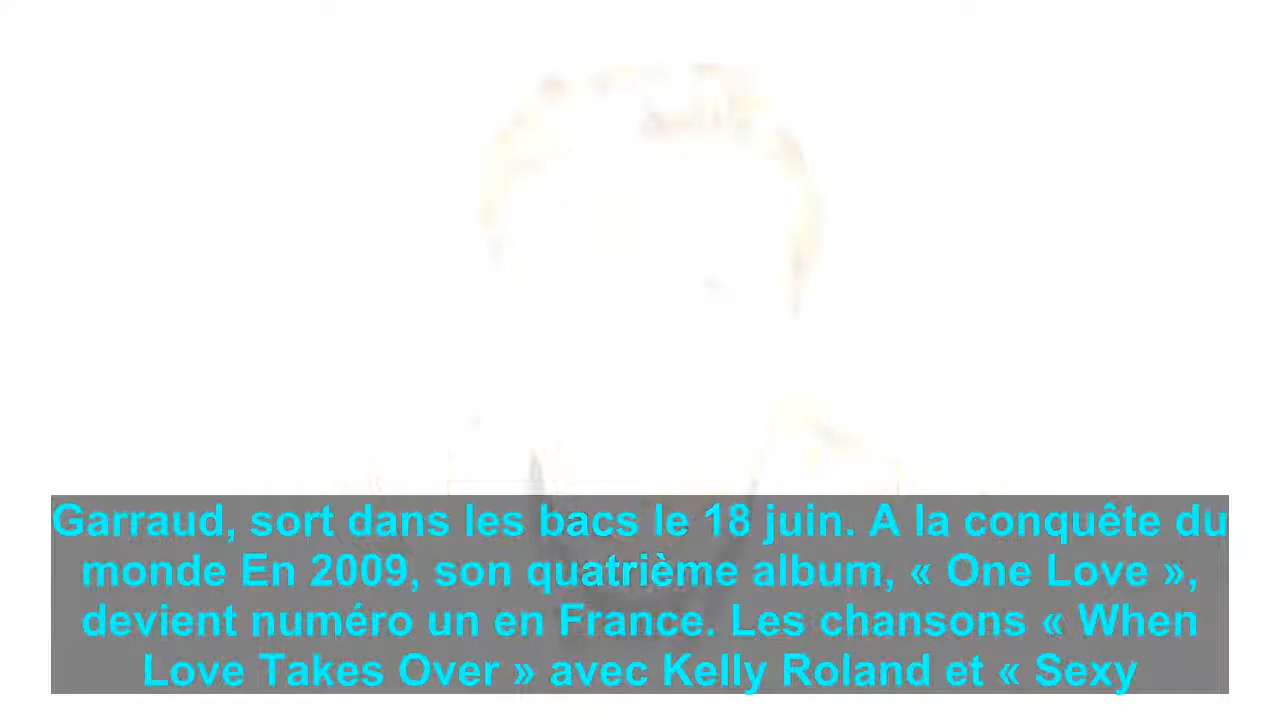 Garraud, sort dans les bacs le 18 juin. A la conquête du
monde En 2009, son quatrième album, « One Love »,
devient numéro un en France. Les chansons « When
Love Takes Over » avec Kelly Roland et « Sexy